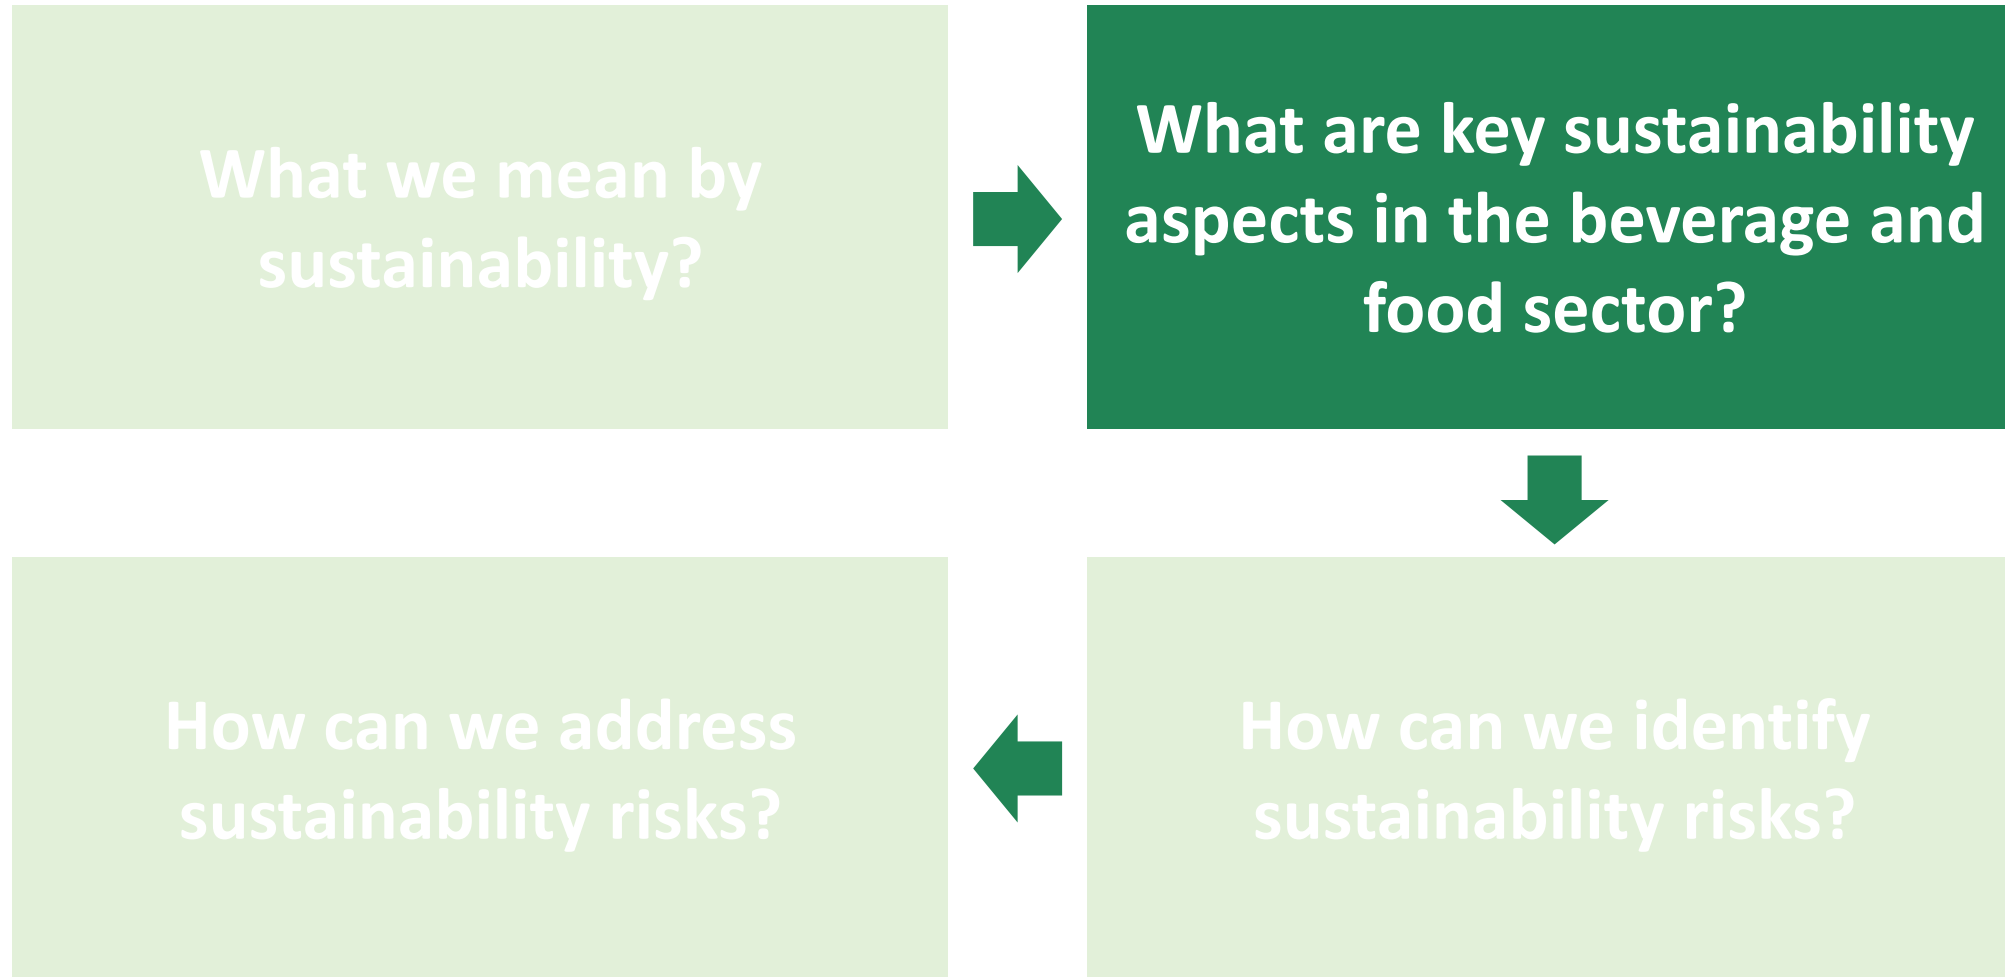 What we mean by
sustainability?
What are key sustainability
aspects in the beverage and
food sector?
How can we identify
sustainability risks?
How can we address
sustainability risks?